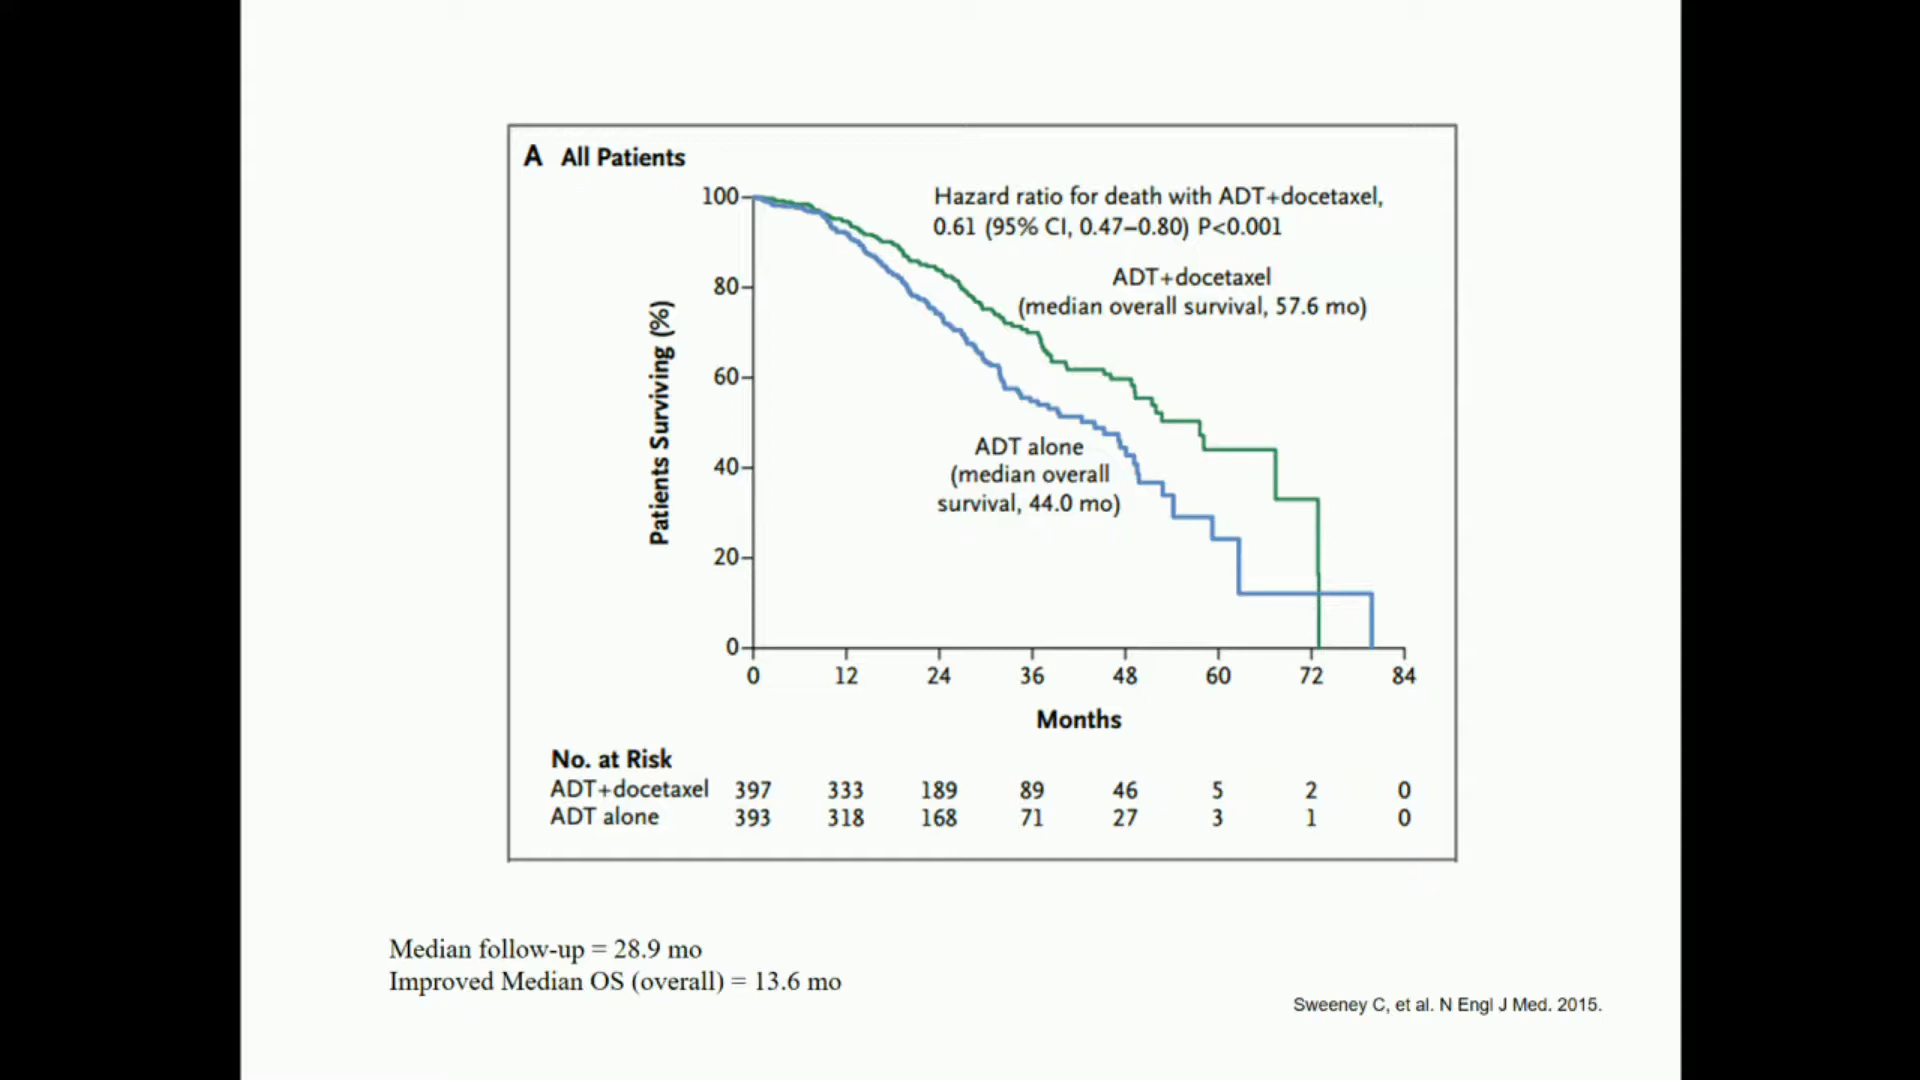 A All Patients
Hazard ratio for death with ADT+docetaxel,
0.61 (95% CI, 0.47–0.80) P<0.001
ADT+docetaxel
(median overall survival, 57.6 mo)
ADT alone
(median overall
survival, 44.0 mo)
Patients Surviving (%)
100
80
60
40
20
0
0 12 24 36 48 60 72 84
Months
No. at Risk
ADT+docetaxel 397 333 189 89 46 5 2 0
ADT alone 393 318 168 71 27 3 1 0
Median follow-up = 28.9 mo
Improved Median OS (overall) = 13.6 mo
Sweeney C, et al. N Engl J Med. 2015.